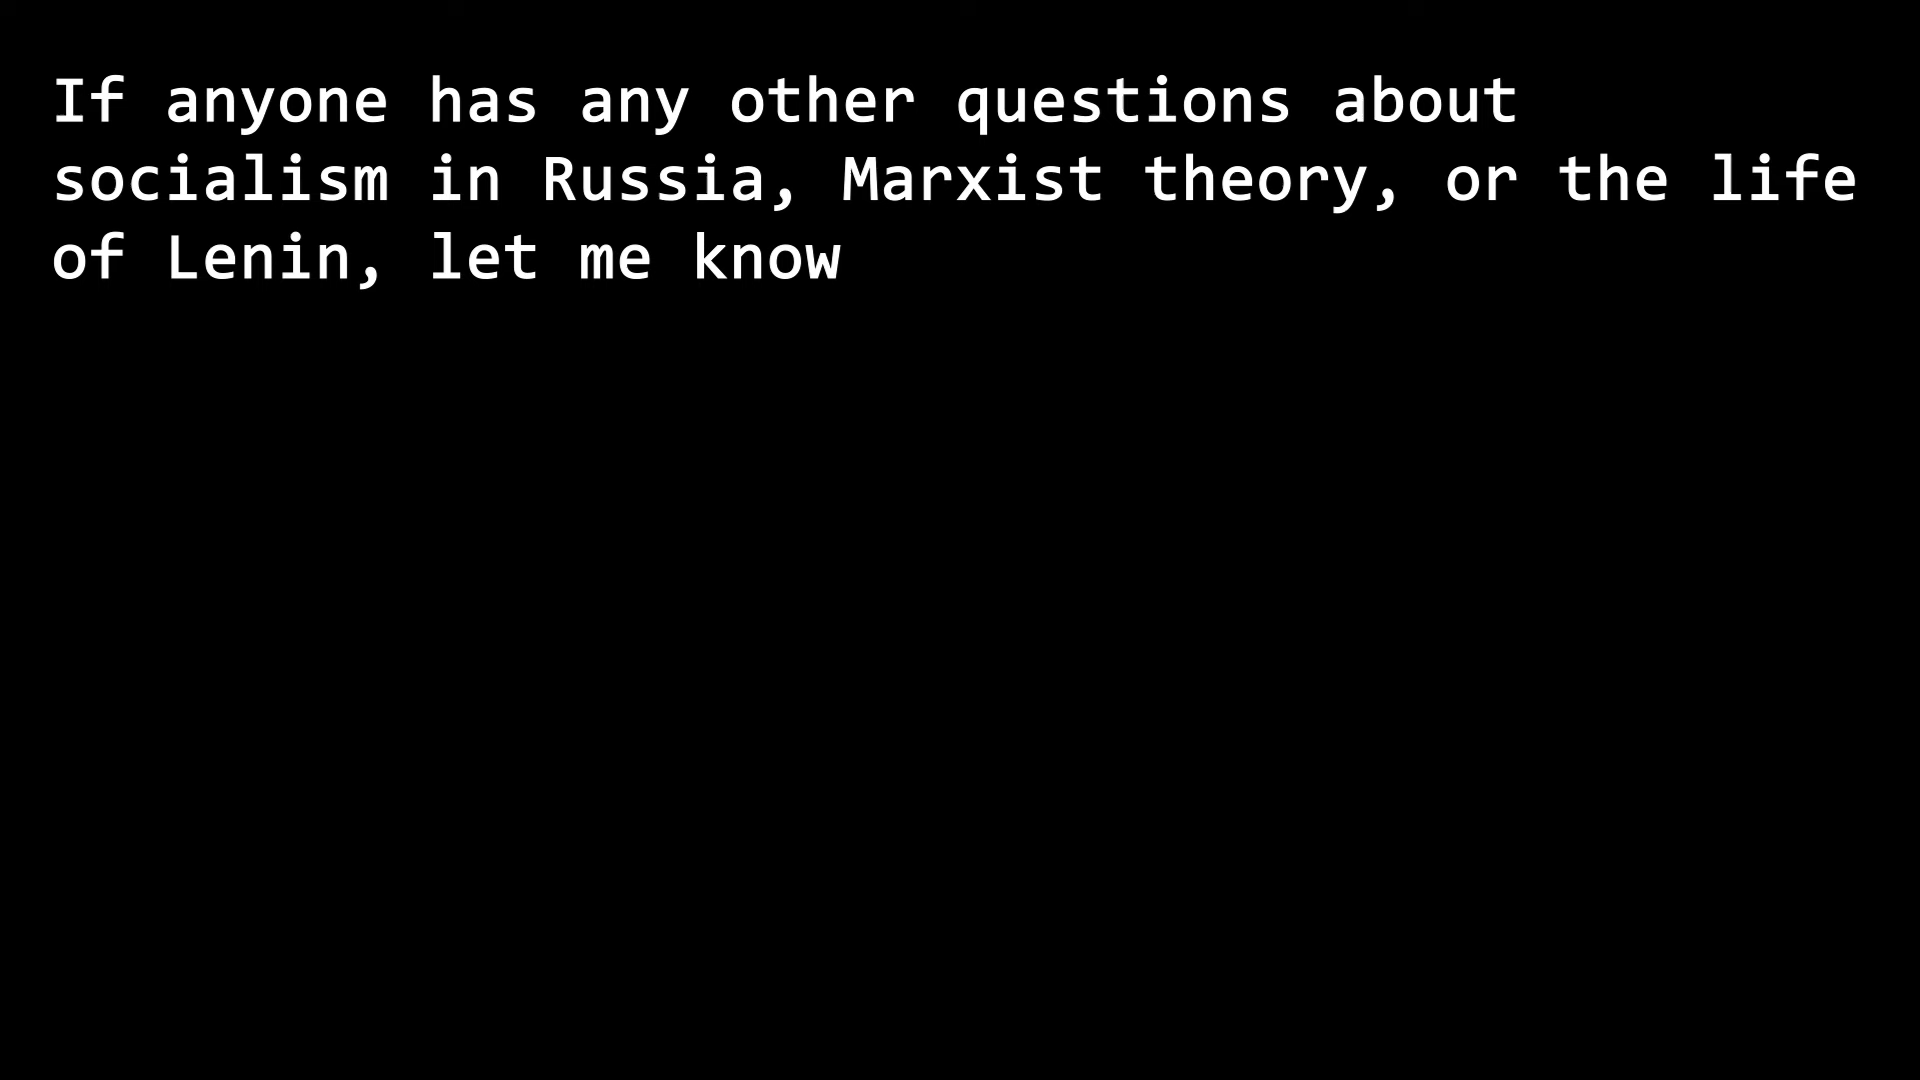 If anyone has any other questions about
socialism in Russia, Marxist theory, or the life
of Lenin, let me know